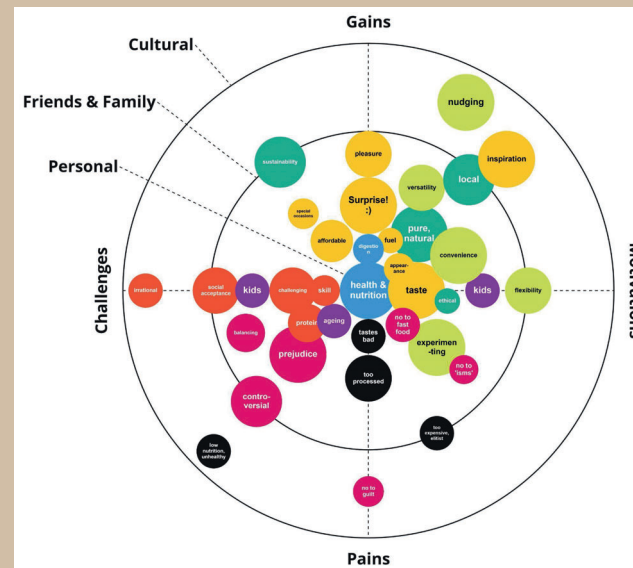 Gains
Cultural
Friends & Family
Personal
nudging
pleasure
inspiration
sustainability
local
versatility
Surprise!
:)
special
occasions
pure,
natural
affordable
fuel
digestio
n
convenience
appear-
ance
Challenges
irrational
social
acceptance
kids
challenging
skill
health &
nutrition
taste
ethical
kids
flexibility
balancing
protein
ageing
no to
fast
food
tastes
bad
prejudice
experimen
-ting
no to
'isms'
too
processed
contro-
versial
too
expensive,
elitist
low
nutrition,
unhealthy
no to
guilt
Pains